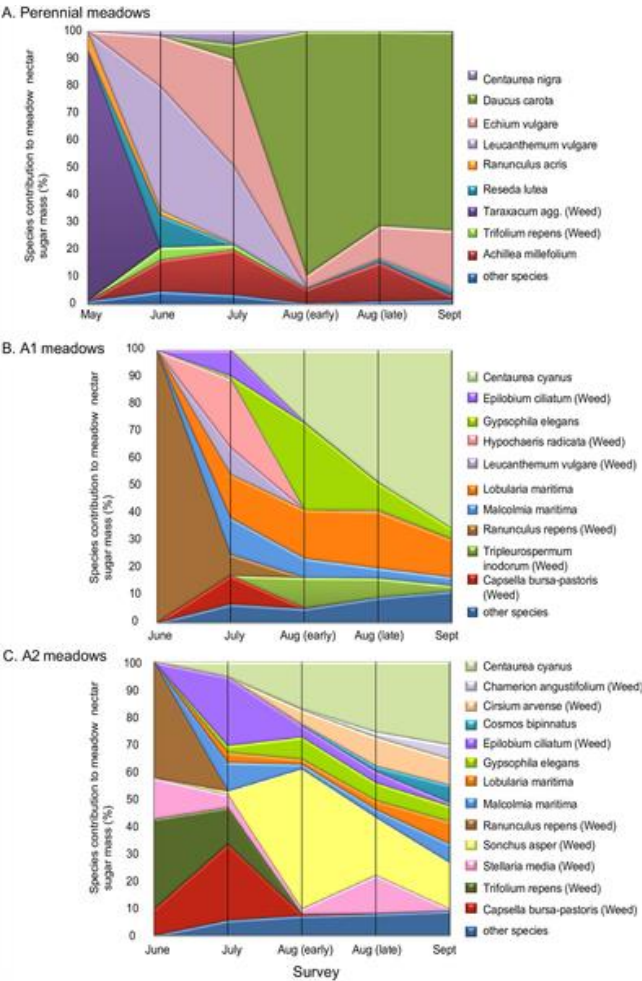 A. Perennial meadows
Species contribution to meadow nectar
sugar mass (%)
100
90
80
70
60
50
40
30
20
10
0
May June July Aug (early) Aug (late) Sept
Centaurea nigra
Daucus carota
Echium vulgare
Leucanthemum vulgare
Ranunculus acris
Reseda lutea
Taraxacum agg. (Weed)
Trifolium repens (Weed)
Achillea millefolium
other species
B. A1 meadows
Species contribution to meadow nectar
sugar mass (%)
100
90
80
70
60
50
40
30
20
10
0
June July Aug (early) Aug (late) Sept
Centaurea cyanus
Epilobium ciliatum (Weed)
Gypsophila elegans
Hypochaeris radicata (Weed)
Leucanthemum vulgare (Weed)
Lobularia maritima
Malcolmia maritima
Ranunculus repens (Weed)
Tripleurospermum
inodorum (Weed)
Capsella bursa-pastoris
(Weed)
other species
C. A2 meadows
Species contribution to meadow nectar
sugar mass (%)
100
90
80
70
60
50
40
30
20
10
0
June July Aug (early) Aug (late) Sept
Survey
Centaurea cyanus
Chamerion angustifolium (Weed)
Cirsium arvense (Weed)
Cosmos bipinnatus
Epilobium ciliatum (Weed)
Gypsophila elegans
Lobularia maritima
Malcolmia maritima
Ranunculus repens (Weed)
Sonchus asper (Weed)
Stellaria media (Weed)
Trifolium repens (Weed)
Capsella bursa-pastoris (Weed)
other species